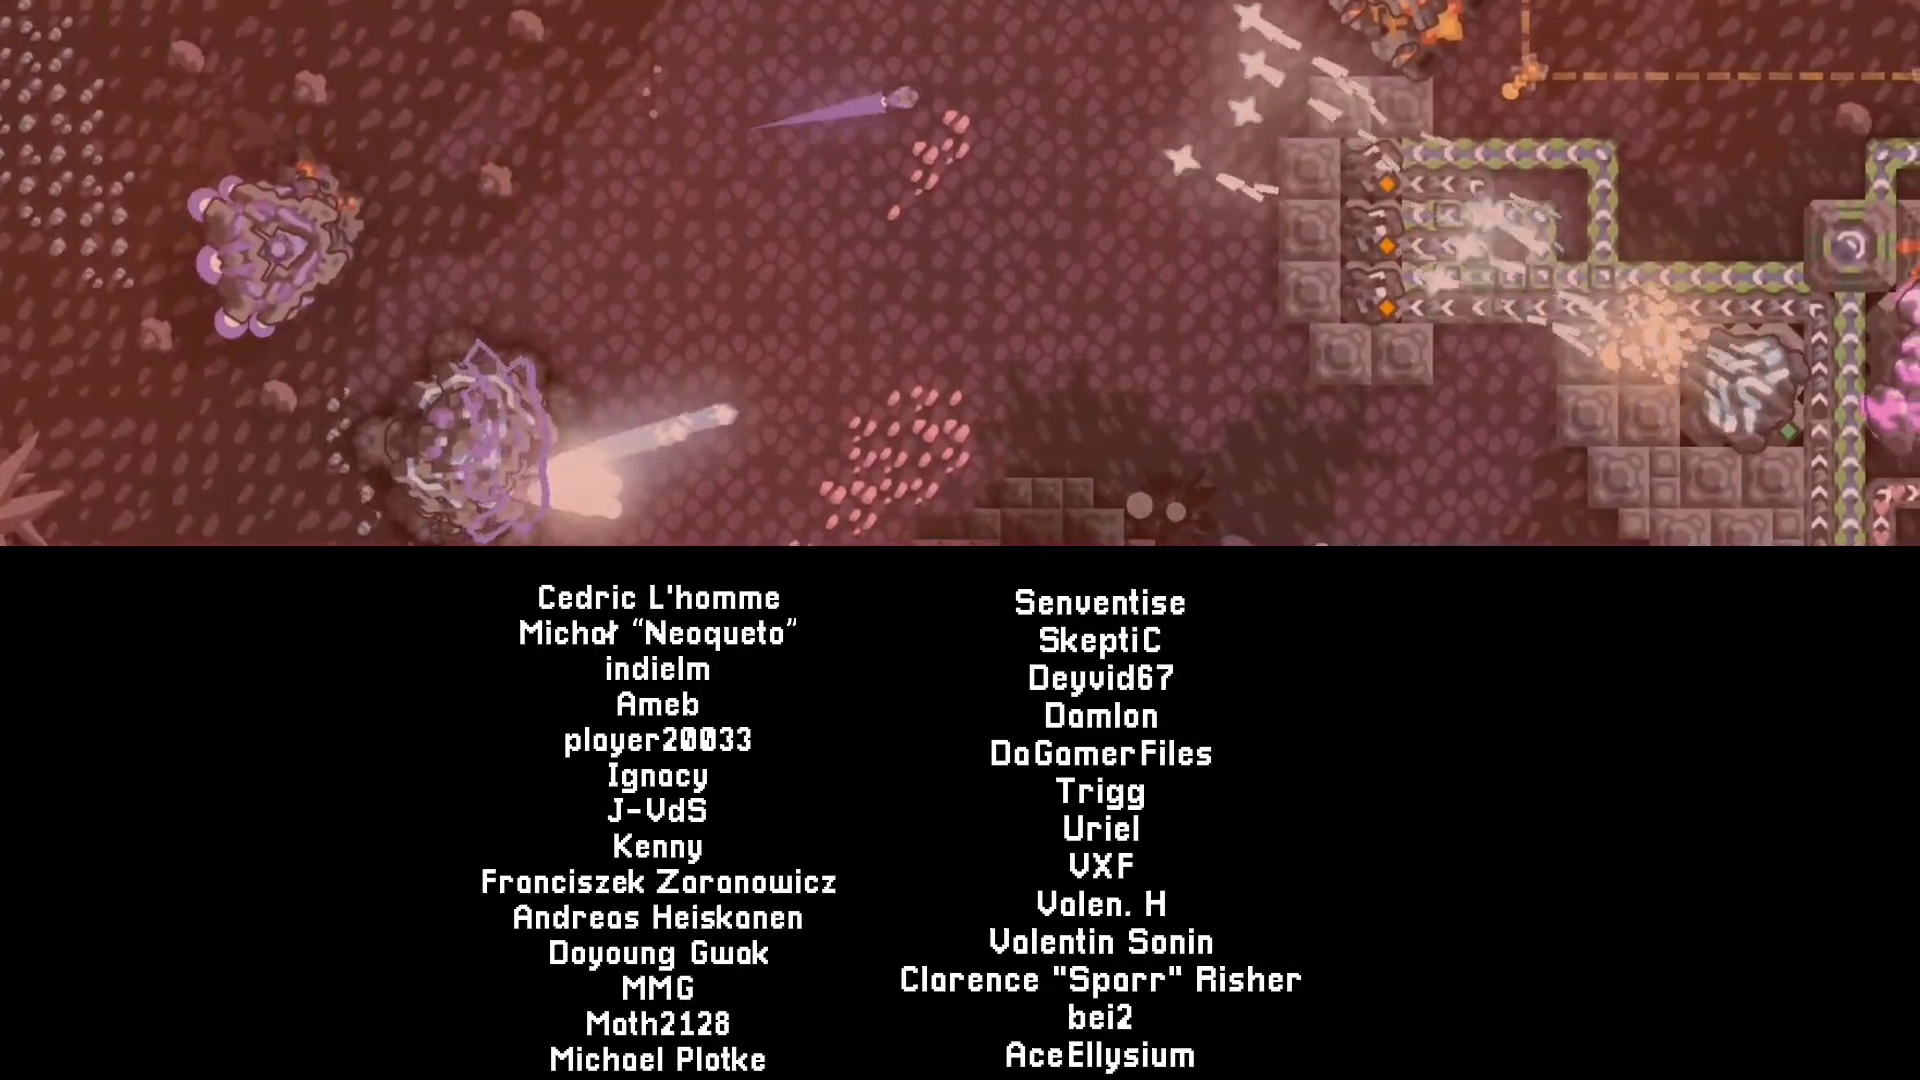 Cedric L'homme
Michał “Neoqueto”
indielm
Ameb
player20033
Ignacy
J-VdS
Kenny
Franciszek Zaranowicz
Andreas Heiskanen
Doyoung Gwak
MMG
Math2128
Michael Plotke
Senventise
SkeptiC
Deyvid67
Damlon
DaGamerFiles
Trigg
Uriel
VXF
Valen. H
Valentin Sonin
Clarence "Sparr" Risher
bei2
AceEllysium